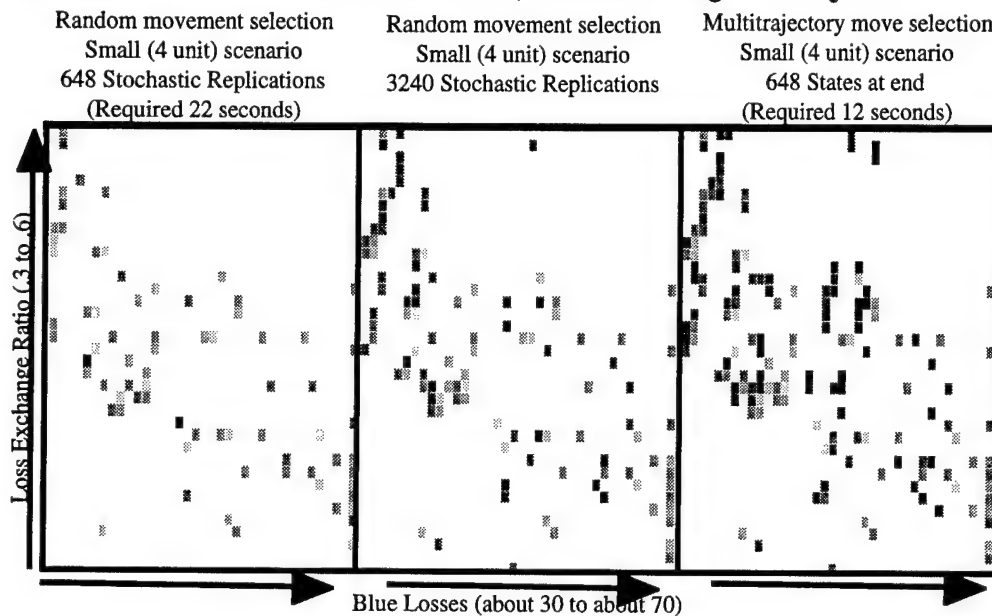 Random movement selection
Small (4 unit) scenario
648 Stochastic Replications
(Required 22 seconds)
Random movement selection
Small (4 unit) scenario
3240 Stochastic Replications
Multitrajectory move selection
Small (4 unit) scenario
648 States at end
(Required 12 seconds)
Loss Exchange Ratio (.3 to .6)
Blue Losses (about 30 to about 70)